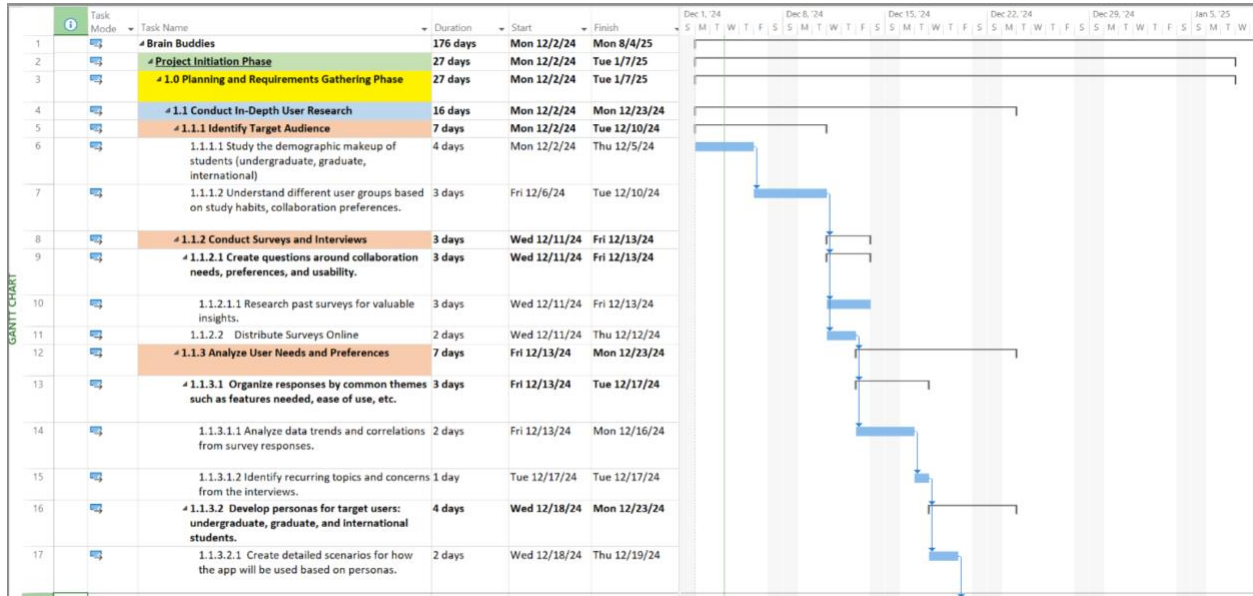 Task
Mode Task Name Duration Start Finish
Dec 1, '24 Dec 8, '24 Dec 15, '24 Dec 22, '24 Dec 29, '24 Jan 5, '25
S M T W T F S S M T W T F S S M T W T F S S M T W T F S S M T W T F S S M T W
GANTT CHART
1 Brain Buddies 176 days Mon 12/2/24 Mon 8/4/25
2 Project Initiation Phase 27 days Mon 12/2/24 Tue 1/7/25
3 1.0 Planning and Requirements Gathering Phase 27 days Mon 12/2/24 Tue 1/7/25
4 1.1 Conduct In-Depth User Research 16 days Mon 12/2/24 Mon 12/23/24
5 1.1.1 Identify Target Audience 7 days Mon 12/2/24 Tue 12/10/24
6 1.1.1.1 Study the demographic makeup of 4 days Mon 12/2/24 Thu 12/5/24
students (undergraduate, graduate,
international)
7 1.1.1.2 Understand different user groups based 3 days Fri 12/6/24 Tue 12/10/24
on study habits, collaboration preferences.
8 1.1.2 Conduct Surveys and Interviews 3 days Wed 12/11/24 Fri 12/13/24
9 1.1.2.1 Create questions around collaboration 3 days Wed 12/11/24 Fri 12/13/24
needs, preferences, and usability.
10 1.1.2.1.1 Research past surveys for valuable 3 days Wed 12/11/24 Fri 12/13/24
insights.
11 1.1.2.2 Distribute Surveys Online 2 days Wed 12/11/24 Thu 12/12/24
12 1.1.3 Analyze User Needs and Preferences 7 days Fri 12/13/24 Mon 12/23/24
13 1.1.3.1 Organize responses by common themes 3 days Fri 12/13/24 Tue 12/17/24
such as features needed, ease of use, etc.
14 1.1.3.1.1 Analyze data trends and correlations 2 days Fri 12/13/24 Mon 12/16/24
from survey responses.
15 1.1.3.1.2 Identify recurring topics and concerns 1 day Tue 12/17/24 Tue 12/17/24
from the interviews.
16 1.1.3.2 Develop personas for target users: 4 days Wed 12/18/24 Mon 12/23/24
undergraduate, graduate, and international
students.
17 1.1.3.2.1 Create detailed scenarios for how 2 days Wed 12/18/24 Thu 12/19/24
the app will be used based on personas.